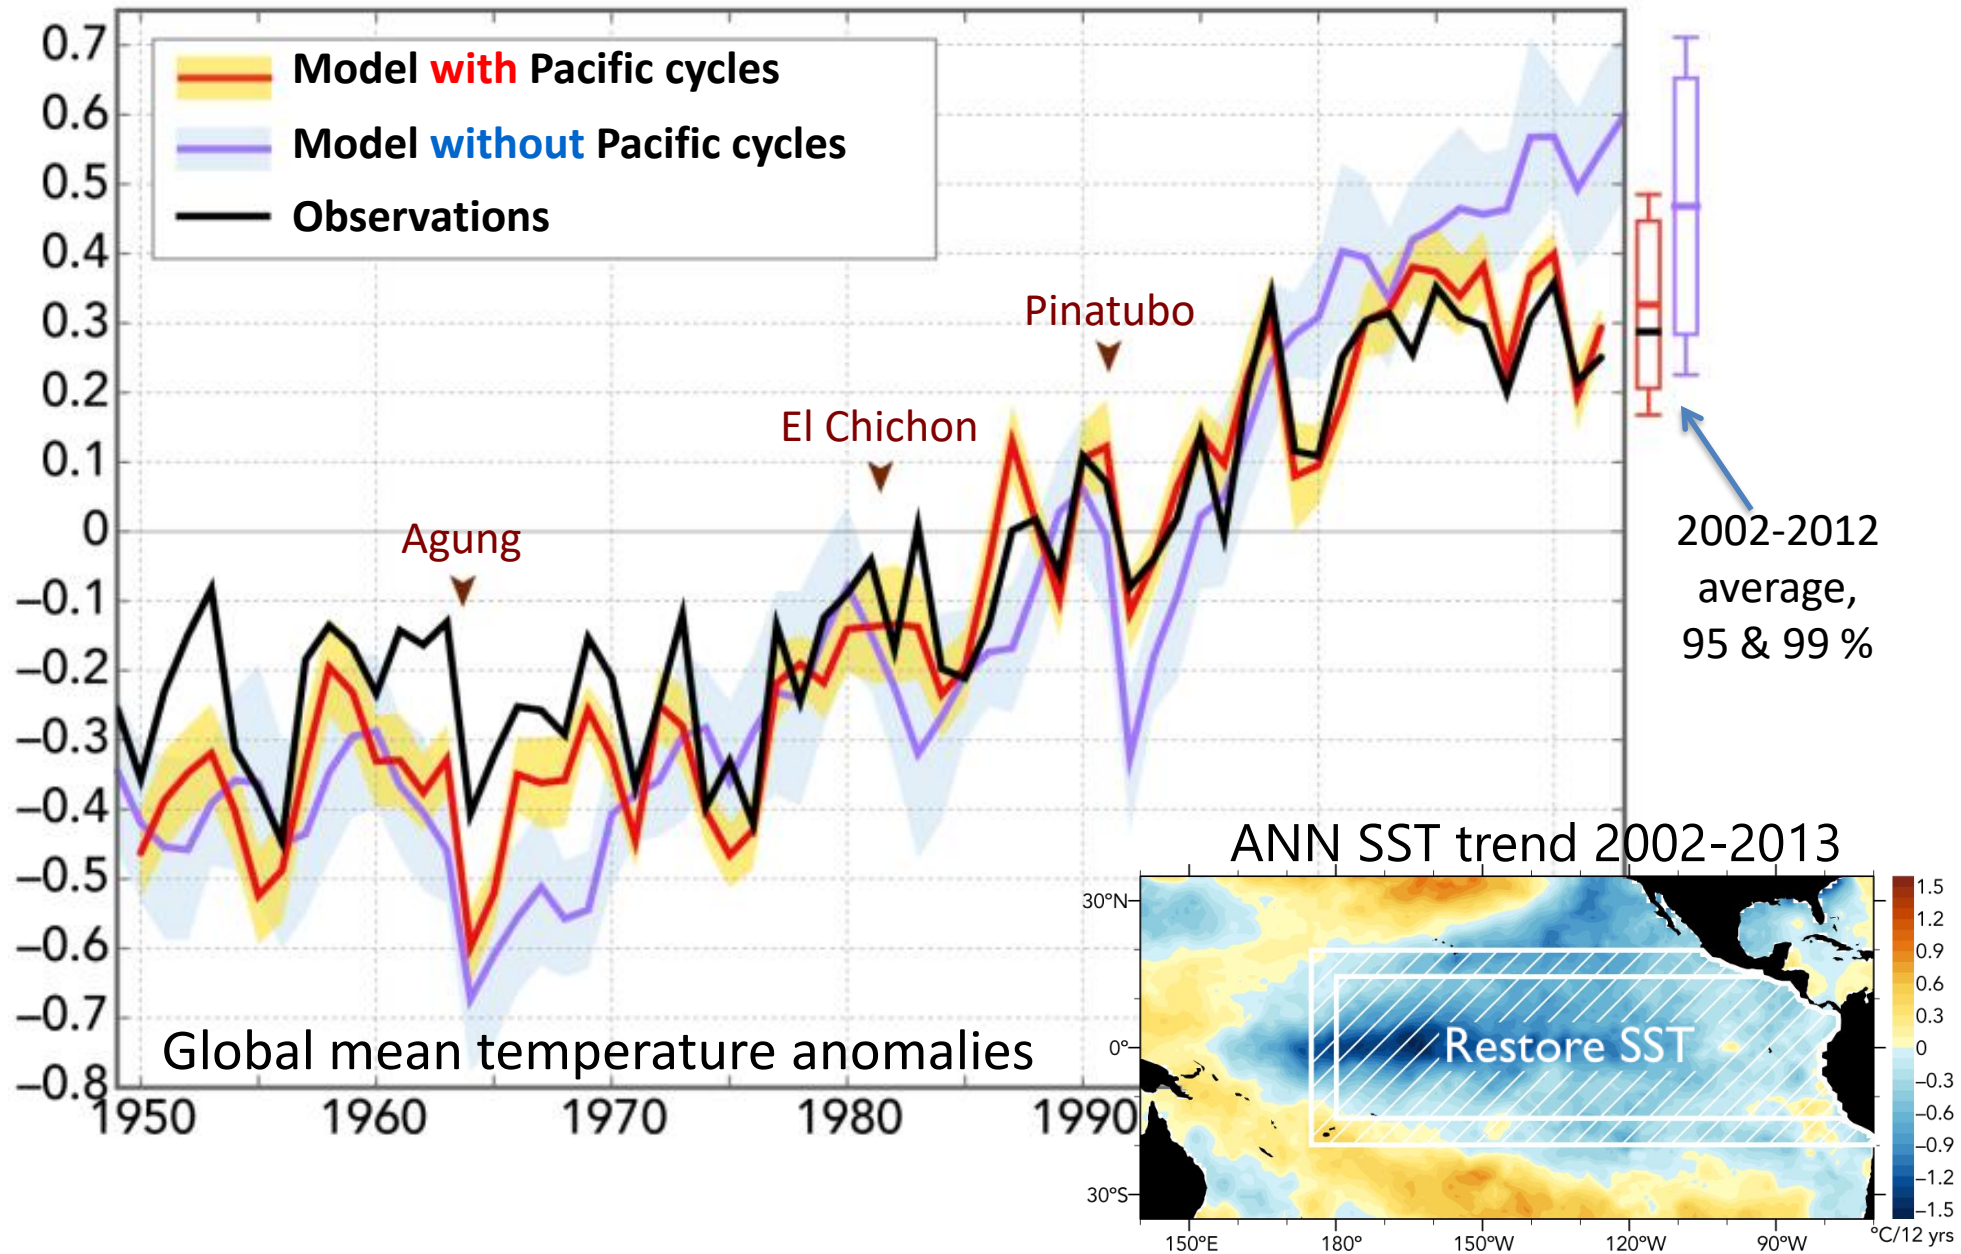 0.7
0.6
0.5
0.4
0.3
0.2
0.1
0
−0.1
−0.2
−0.3
−0.4
−0.5
−0.6
−0.7
−0.8
Model with Pacific cycles
Model without Pacific cycles
Observations
Pinatubo
El Chichon
Agung
2002-2012
average,
95 & 99 %
Global mean temperature anomalies
1950
1960
1970
1980
1990
ANN SST trend 2002-2013
30°N
0°
30°S
Restore SST
150°E
180°
150°W
120°W
90°W
1.5
1.2
0.9
0.6
0.3
0
−0.3
−0.6
−0.9
−1.2
−1.5
°C/12 yrs